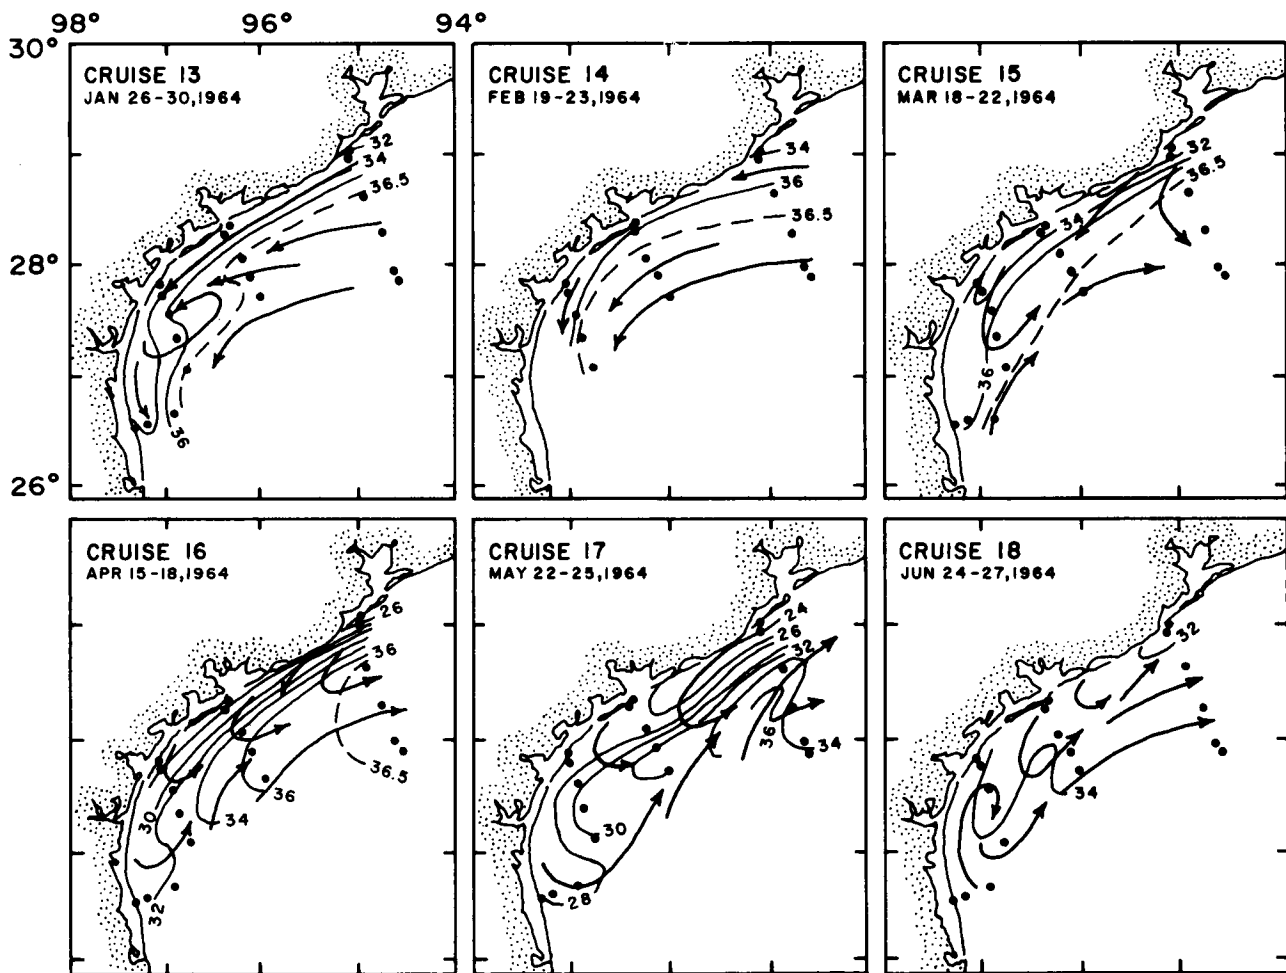 98° 96° 94°
30°
28°
26°
CRUISE 13
JAN 26-30,1964
32
34
36.5
36
CRUISE 14
FEB 19-23,1964
34
36
36.5
CRUISE 15
MAR 18-22,1964
32
36.5
34
36
CRUISE 16
APR 15-18,1964
26
36
36.5
36
34
30
32
CRUISE 17
MAY 22-25,1964
24
26
32
36
34
30
28
CRUISE 18
JUN 24-27,1964
32
34